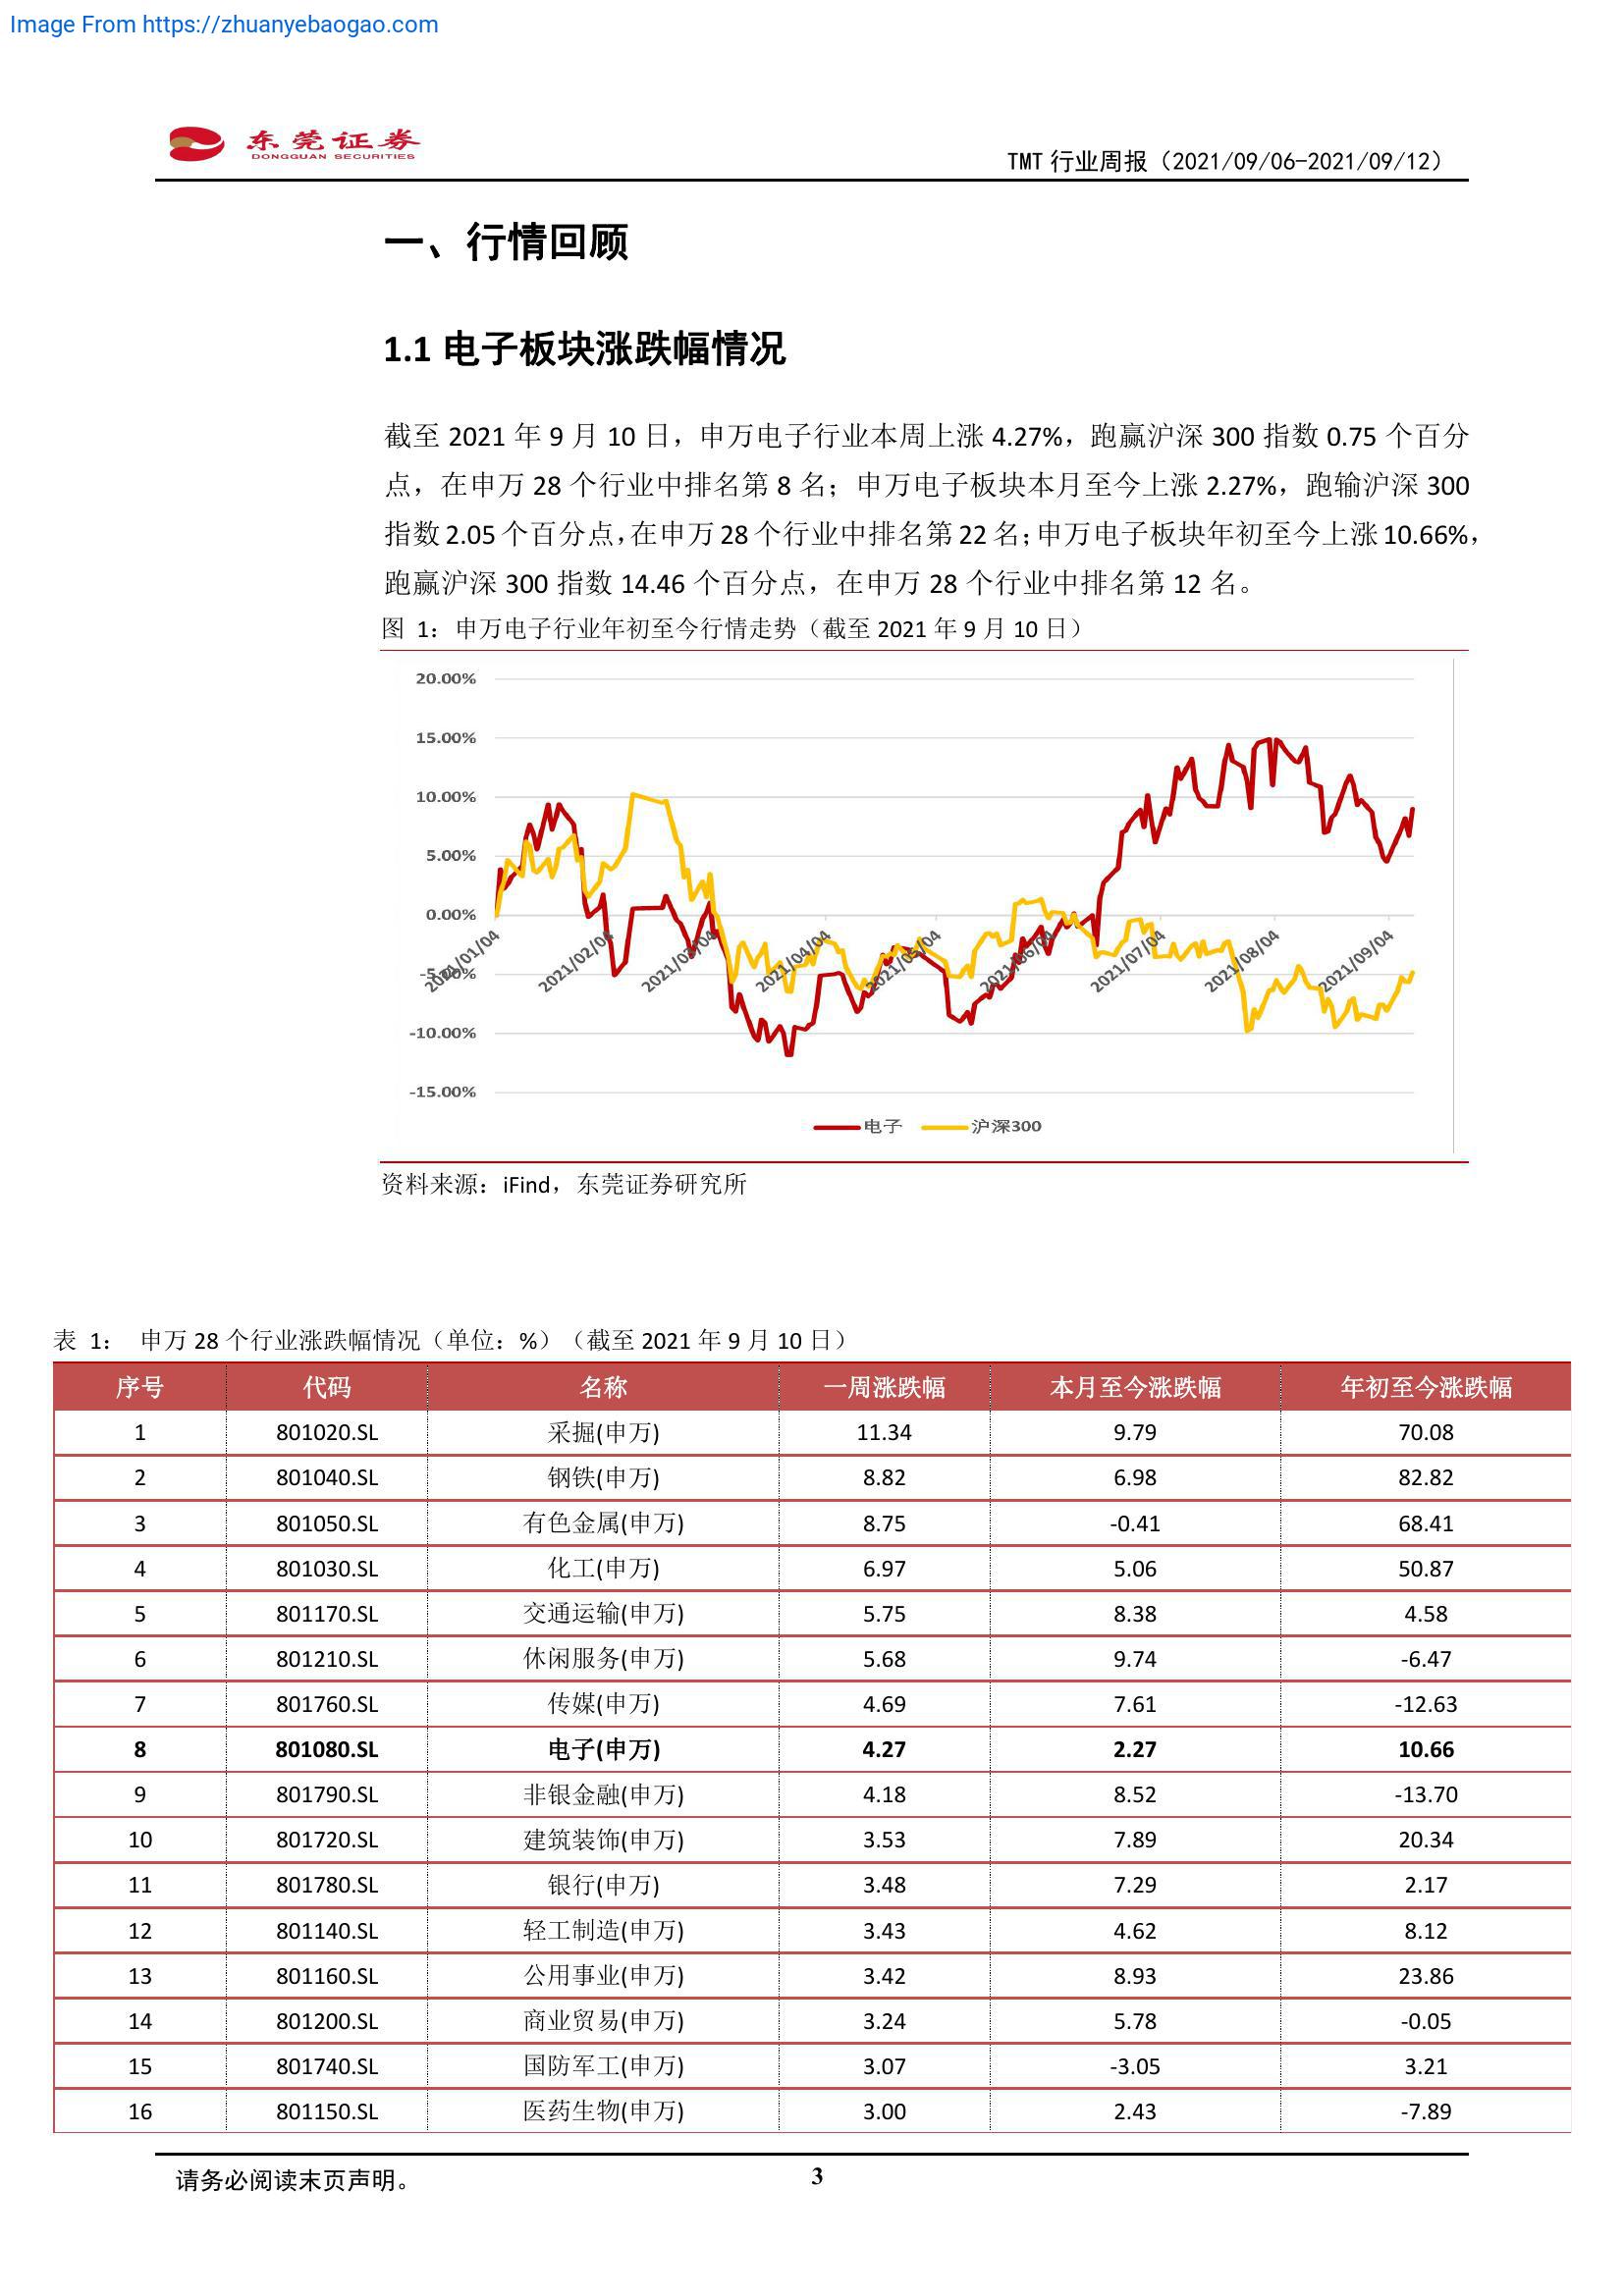 Image From https://zhuanyebaogao.com
东莞证券
DONGGUAN SECURITIES
TMT 行业周报（2021/09/06-2021/09/12）
一、行情回顾
1.1 电子板块涨跌幅情况
截至 2021 年 9 月 10 日，申万电子行业本周上涨 4.27%，跑赢沪深 300 指数 0.75 个百分
点，在申万 28 个行业中排名第 8 名；申万电子板块本月至今上涨 2.27%，跑输沪深 300
指数 2.05 个百分点，在申万 28 个行业中排名第 22 名；申万电子板块年初至今上涨 10.66%，
跑赢沪深 300 指数 14.46 个百分点，在申万 28 个行业中排名第 12 名。
图 1：申万电子行业年初至今行情走势（截至 2021 年 9 月 10 日）
20.00%
15.00%
10.00%
5.00%
0.00%
-5.00%
-10.00%
-15.00%
2021/01/04 2021/02/04 2021/03/04 2021/04/04 2021/05/04 2021/06/04 2021/07/04 2021/08/04 2021/09/04
电子 沪深300
资料来源：iFind，东莞证券研究所
表 1： 申万 28 个行业涨跌幅情况（单位：%）（截至 2021 年 9 月 10 日）
序号 代码 名称 一周涨跌幅 本月至今涨跌幅 年初至今涨跌幅
1 801020.SL 采掘(申万) 11.34 9.79 70.08
2 801040.SL 钢铁(申万) 8.82 6.98 82.82
3 801050.SL 有色金属(申万) 8.75 -0.41 68.41
4 801030.SL 化工(申万) 6.97 5.06 50.87
5 801170.SL 交通运输(申万) 5.75 8.38 4.58
6 801210.SL 休闲服务(申万) 5.68 9.74 -6.47
7 801760.SL 传媒(申万) 4.69 7.61 -12.63
8 801080.SL 电子(申万) 4.27 2.27 10.66
9 801790.SL 非银金融(申万) 4.18 8.52 -13.70
10 801720.SL 建筑装饰(申万) 3.53 7.89 20.34
11 801780.SL 银行(申万) 3.48 7.29 2.17
12 801140.SL 轻工制造(申万) 3.43 4.62 8.12
13 801160.SL 公用事业(申万) 3.42 8.93 23.86
14 801200.SL 商业贸易(申万) 3.24 5.78 -0.05
15 801740.SL 国防军工(申万) 3.07 -3.05 3.21
16 801150.SL 医药生物(申万) 3.00 2.43 -7.89
请务必阅读末页声明。
3